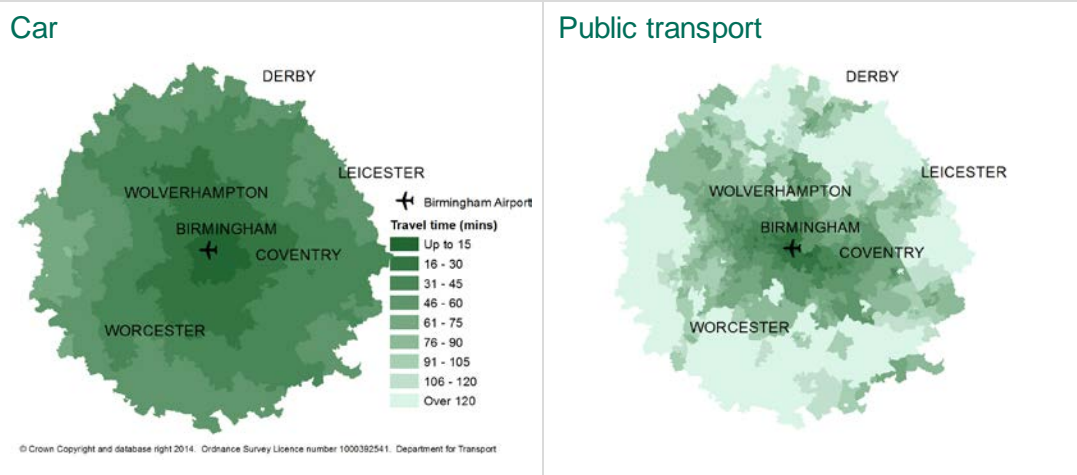 Car
DERBY
LEICESTER
WOLVERHAMPTON
Birmingham Airport
Travel time (mins)
BIRMINGHAM
Up to 15
COVENTRY
16 - 30
31 - 45
46 - 60
61 - 75
WORCESTER
76 - 90
91 - 105
106 - 120
Over 120
© Crown Copyright and database right 2014. Ordnance Survey Licence number 1000392541. Department for Transport
Public transport
DERBY
LEICESTER
WOLVERHAMPTON
BIRMINGHAM
COVENTRY
WORCESTER